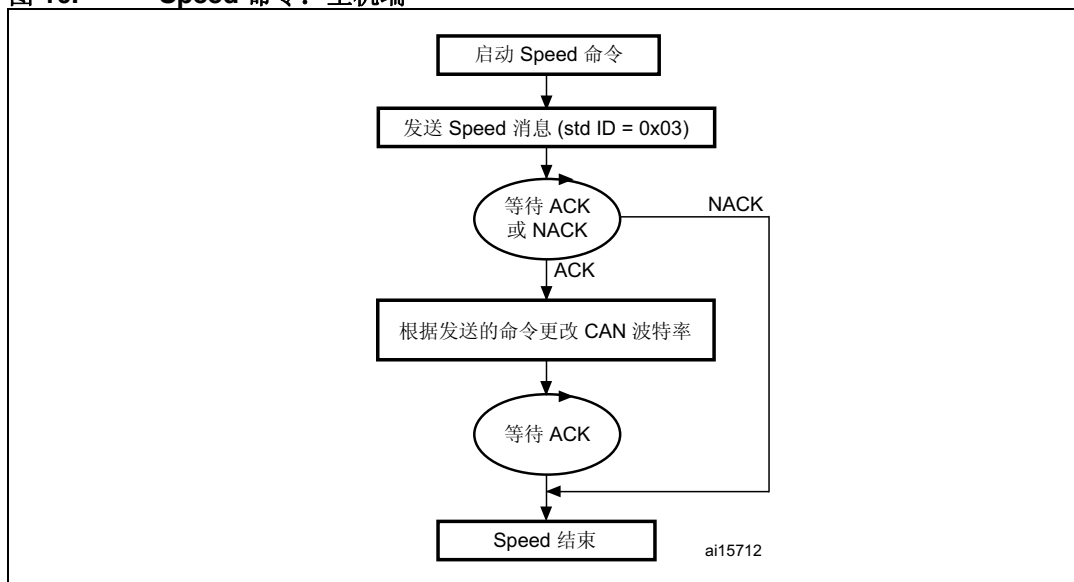 Speed
启动 Speed 命令
发送 Speed 消息 (std ID = 0x03)
等待 ACK
或 NACK
NACK
ACK
根据发送的命令更改 CAN 波特率
等待 ACK
Speed 结束
ai15712